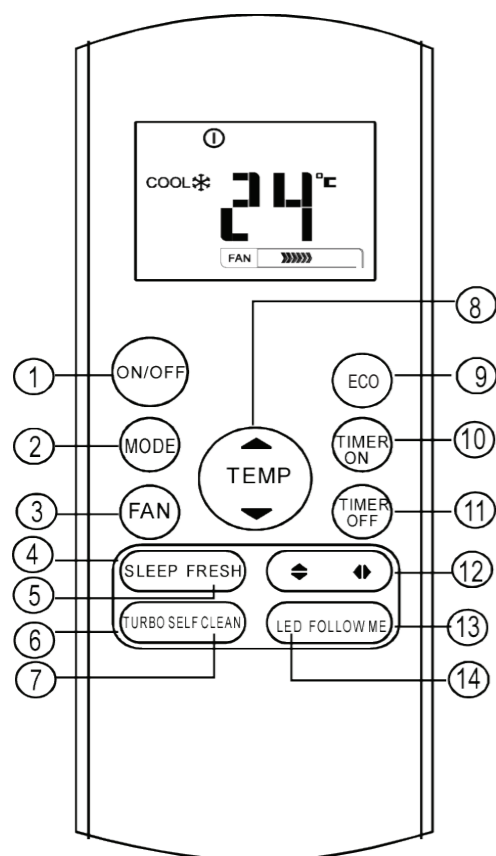 COOL 24°C
FAN
8
1 ON/OFF ECO 9
2 MODE TEMP TIMER ON 10
3 FAN TIMER OFF 11
4 SLEEP FRESH 12
5
6 TURBO SELF CLEAN LED FOLLOW ME 13
7 14